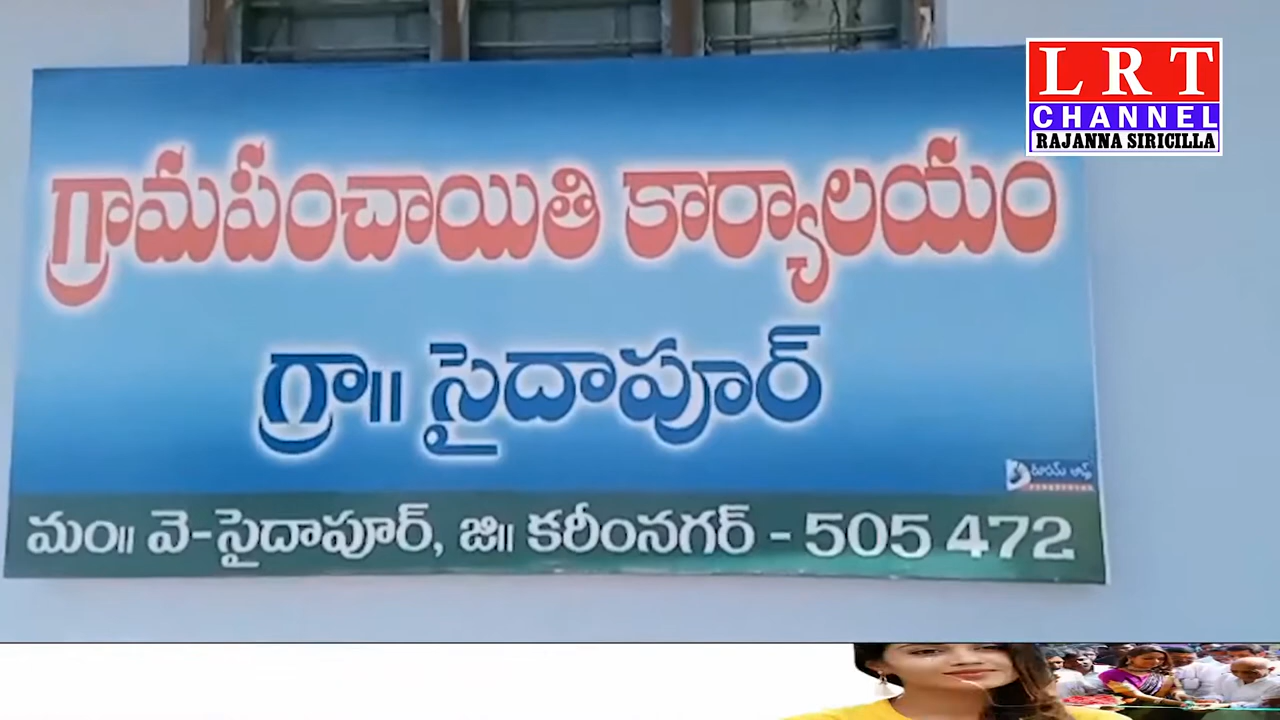 LRT
CHANNEL
RAJANNA SIRICILLA
గ్రామపంచాయితి కార్యాలయం
గ్రా॥ సైదాపూర్
మం॥ వె-సైదాపూర్, జి॥ కరీంనగర్ - 505 472